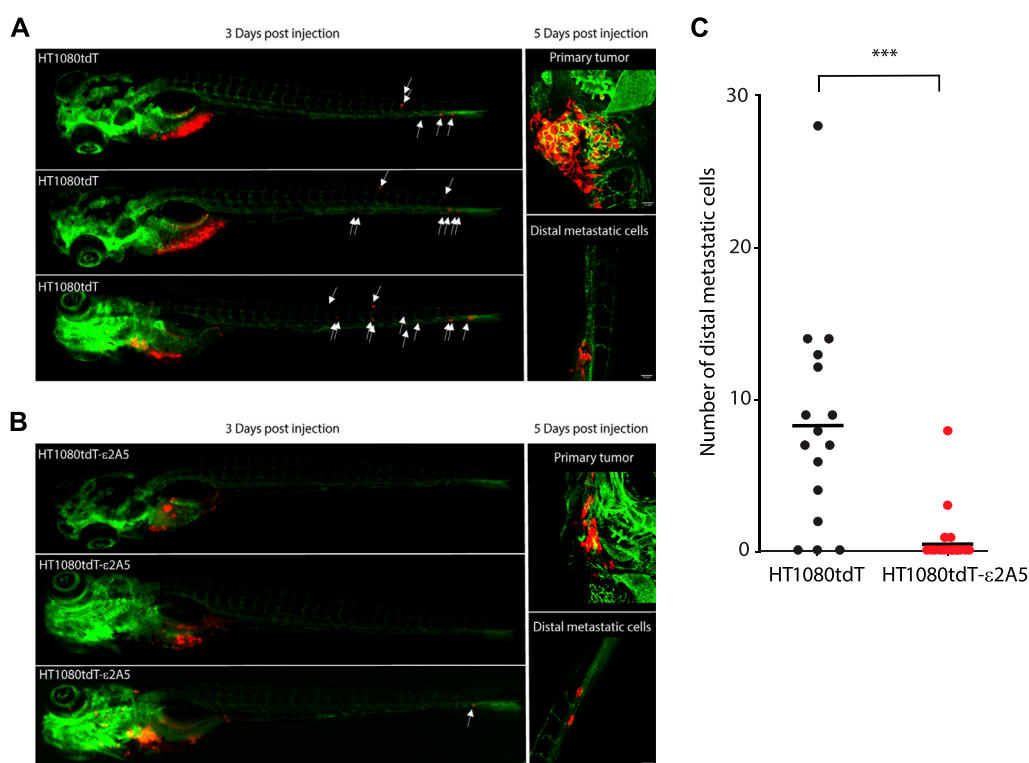 A
3 Days post injection
5 Days post injection
HT1080tdT
Primary tumor
HT1080tdT
Distal metastatic cells
HT1080tdT
B
3 Days post injection
5 Days post injection
HT1080tdT-ε2A5
Primary tumor
HT1080tdT-ε2A5
Distal metastatic cells
HT1080tdT-ε2A5
C
***
Number of distal metastatic cells
30
20
10
0
HT1080tdT
HT1080tdT-ε2A5